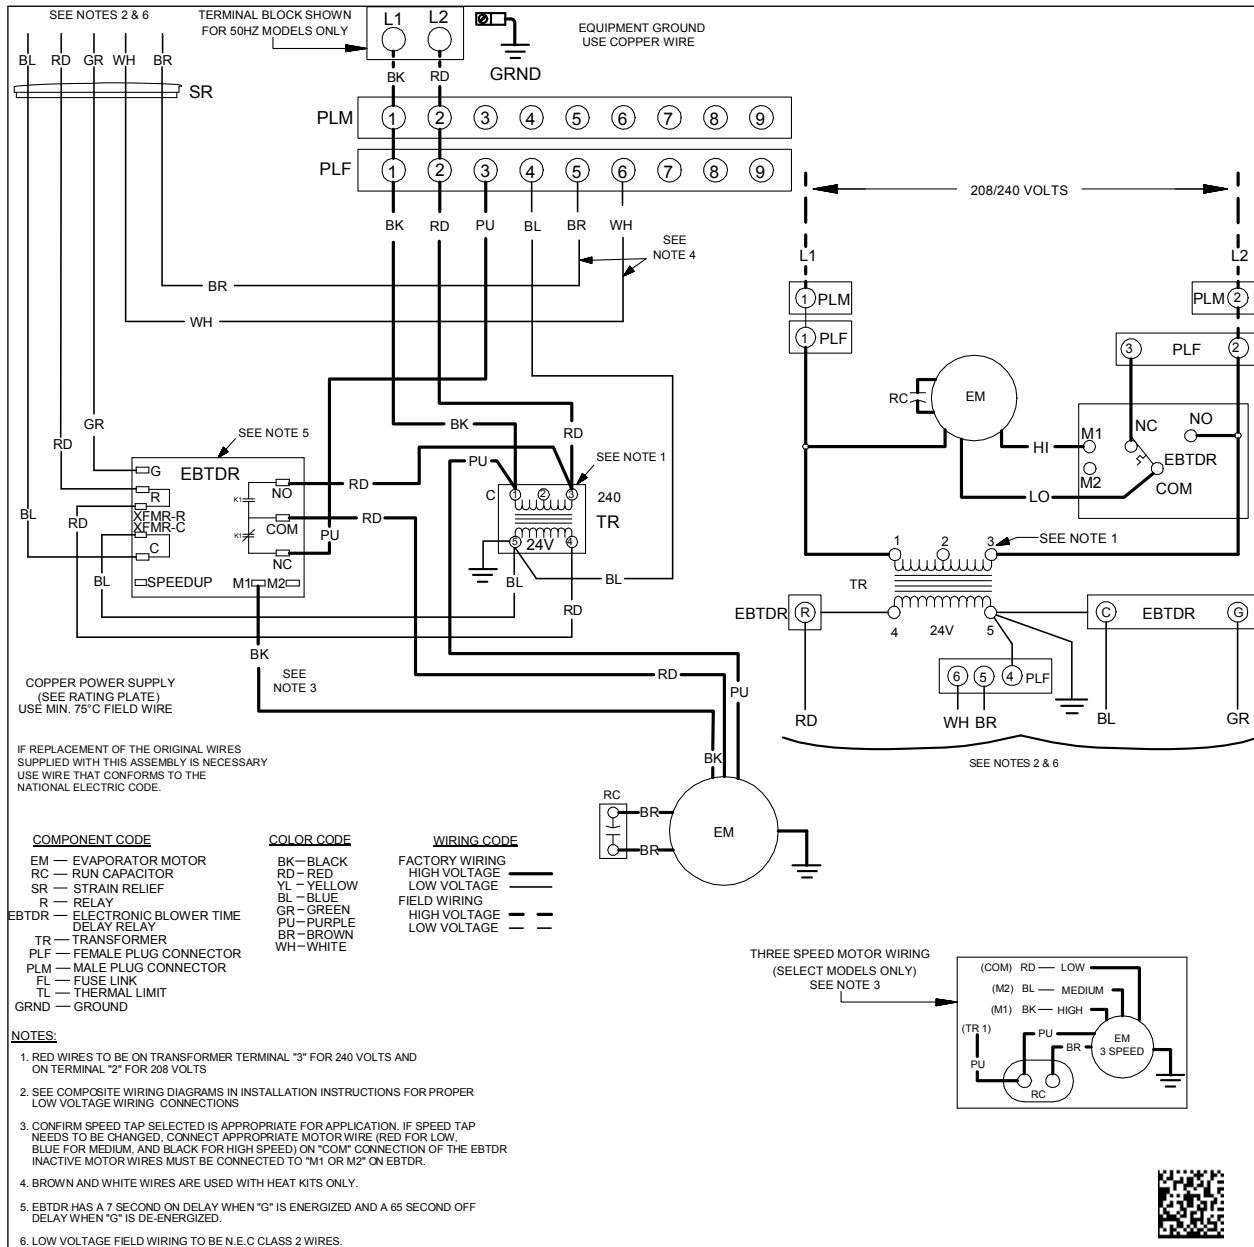 SEE NOTES 2 & 6
TERMINAL BLOCK SHOWN
FOR 50HZ MODELS ONLY
L1 L2
EQUIPMENT GROUND
USE COPPER WIRE
GRND
BL RD GR WH BR
SR
BK RD
PLM 1 2 3 4 5 6 7 8 9
PLF 1 2 3 4 5 6 7 8 9
BK RD PU BL BR WH
SEE
NOTE 4
BR
WH
208/240 VOLTS
L1
L2
1 PLM
PLM 2
1 PLF
3 PLF 2
RC
EM
M1
NC
NO
HI
M2
EBTDR
COM
LO
GR
RD
BK
RD
SEE NOTE 5
PU
SEE NOTE 1
G
EBTDR
R
XFMR-R
XFMR-C
C
SPEEDUP
K1
K1
NO
COM
NC
M1 M2
RD
RD
PU
BL
RD
BL
C 1 2 3
240
TR
5 24V 4
BL
BL
RD
1 2 3
SEE NOTE 1
TR
4 24V 5
EBTDR R
C EBTDR G
6 5 4 PLF
WH BR
RD
BL
GR
SEE NOTES 2 & 6
BK
SEE
NOTE 3
RD
PU
COPPER POWER SUPPLY
(SEE RATING PLATE)
USE MIN. 75°C FIELD WIRE
IF REPLACEMENT OF THE ORIGINAL WIRES
SUPPLIED WITH THIS ASSEMBLY IS NECESSARY
USE WIRE THAT CONFORMS TO THE
NATIONAL ELECTRIC CODE.
BK
RC
BR
BR
EM
COMPONENT CODE
EM — EVAPORATOR MOTOR
RC — RUN CAPACITOR
SR — STRAIN RELIEF
R — RELAY
EBTDR — ELECTRONIC BLOWER TIME
DELAY RELAY
TR — TRANSFORMER
PLF — FEMALE PLUG CONNECTOR
PLM — MALE PLUG CONNECTOR
FL — FUSE LINK
TL — THERMAL LIMIT
GRND — GROUND
COLOR CODE
BK–BLACK
RD–RED
YL –YELLOW
BL –BLUE
GR–GREEN
PU–PURPLE
BR–BROWN
WH–WHITE
WIRING CODE
FACTORY WIRING
HIGH VOLTAGE
LOW VOLTAGE
FIELD WIRING
HIGH VOLTAGE
LOW VOLTAGE
THREE SPEED MOTOR WIRING
(SELECT MODELS ONLY)
SEE NOTE 3
(COM) RD — LOW
(M2) BL — MEDIUM
(M1) BK — HIGH
(TR 1)
PU
BR
PU
EM
3 SPEED
RC
NOTES:
1. RED WIRES TO BE ON TRANSFORMER TERMINAL "3" FOR 240 VOLTS AND
ON TERMINAL "2" FOR 208 VOLTS
2. SEE COMPOSITE WIRING DIAGRAMS IN INSTALLATION INSTRUCTIONS FOR PROPER
LOW VOLTAGE WIRING CONNECTIONS
3. CONFIRM SPEED TAP SELECTED IS APPROPRIATE FOR APPLICATION. IF SPEED TAP
NEEDS TO BE CHANGED, CONNECT APPROPRIATE MOTOR WIRE (RED FOR LOW,
BLUE FOR MEDIUM, AND BLACK FOR HIGH SPEED) ON "COM" CONNECTION OF THE EBTDR
INACTIVE MOTOR WIRES MUST BE CONNECTED TO "M1 OR M2" ON EBTDR.
4. BROWN AND WHITE WIRES ARE USED WITH HEAT KITS ONLY.
5. EBTDR HAS A 7 SECOND ON DELAY WHEN "G" IS ENERGIZED AND A 65 SECOND OFF
DELAY WHEN "G" IS DE-ENERGIZED.
6. LOW VOLTAGE FIELD WIRING TO BE N.E.C CLASS 2 WIRES.